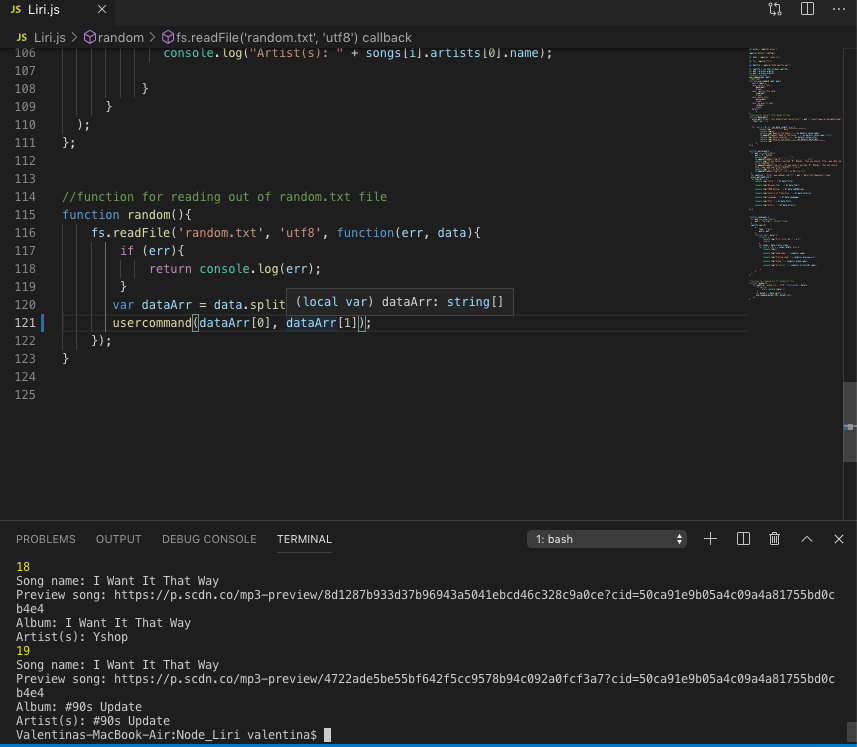 JS Liri.js ×
JS Liri.js > random > fs.readFile('random.txt', 'utf8') callback
106 console.log("Artist(s): " + songs[i].artists[0].name);
107
108 }
109 }
110 );
111 };
112
113
114 //function for reading out of random.txt file
115 function random(){
116 fs.readFile('random.txt', 'utf8', function(err, data){
117 if (err){
118 return console.log(err);
119 }
120 var dataArr = data.split
(local var) dataArr: string[]
121 usercommand(dataArr[0], dataArr[1]);
122 });
123 }
124
125
PROBLEMS OUTPUT DEBUG CONSOLE TERMINAL 1: bash
18
Song name: I Want It That Way
Preview song: https://p.scdn.co/mp3-preview/8d1287b933d37b96943a5041ebcd46c328c9a0ce?cid=50ca91e9b05a4c09a4a81755bd0c
b4e4
Album: I Want It That Way
Artist(s): Yshop
19
Song name: I Want It That Way
Preview song: https://p.scdn.co/mp3-preview/4722ade5be55bf642f5cc9578b94c092a0fcf3a7?cid=50ca91e9b05a4c09a4a81755bd0c
b4e4
Album: #90s Update
Artist(s): #90s Update
Valentinas-MacBook-Air:Node_Liri valentina$